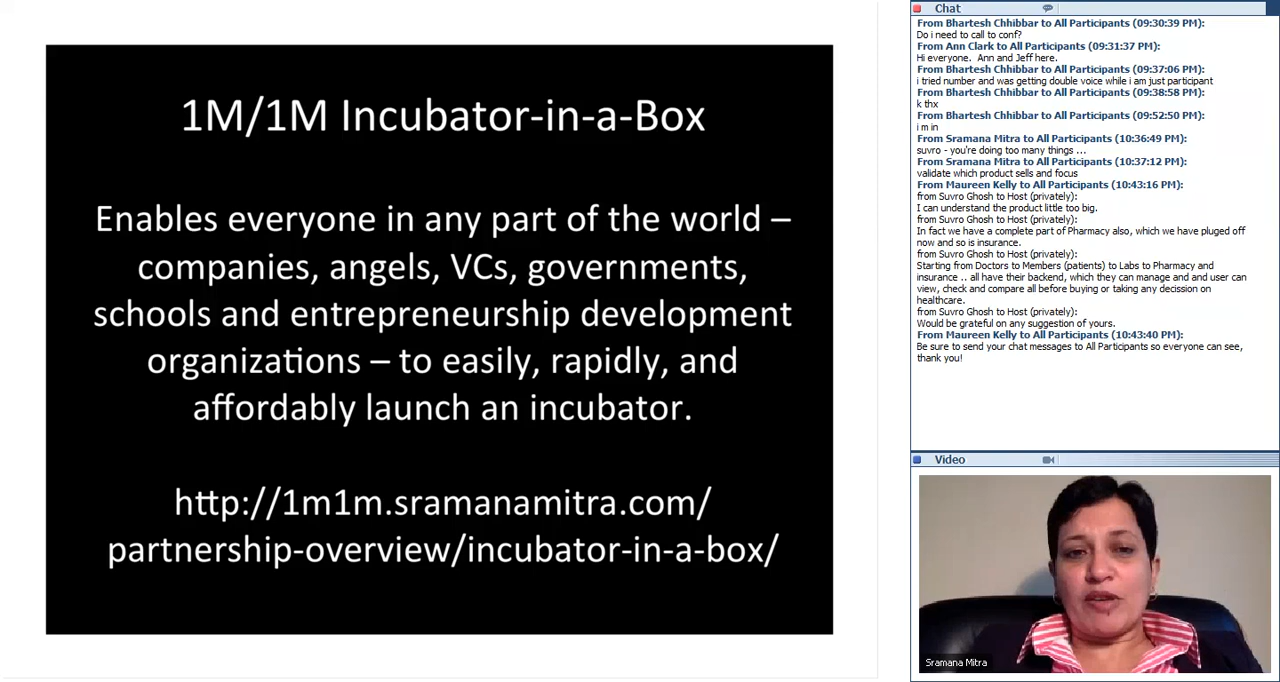 1M/1M Incubator-in-a-Box
Enables everyone in any part of the world –
companies, angels, VCs, governments,
schools and entrepreneurship development
organizations – to easily, rapidly, and
affordably launch an incubator.
http://1m1m.sramanamitra.com/
partnership-overview/incubator-in-a-box/
Chat
From Bhartesh Chhibbar to All Participants (09:30:39 PM):
Do i need to call to conf?
From Ann Clark to All Participants (09:31:37 PM):
Hi everyone. Ann and Jeff here.
From Bhartesh Chhibbar to All Participants (09:37:06 PM):
i tried number and was getting double voice while i am just participant
From Bhartesh Chhibbar to All Participants (09:38:58 PM):
k thx
From Bhartesh Chhibbar to All Participants (09:52:50 PM):
i m in
From Sramana Mitra to All Participants (10:36:49 PM):
suvro - you're doing too many things ...
From Sramana Mitra to All Participants (10:37:12 PM):
validate which product sells and focus
From Maureen Kelly to All Participants (10:43:16 PM):
from Suvro Ghosh to Host (privately):
I can understand the product little too big.
from Suvro Ghosh to Host (privately):
In fact we have a complete part of Pharmacy also, which we have pluged off
now and so is insurance.
from Suvro Ghosh to Host (privately):
Starting from Doctors to Members (patients) to Labs to Pharmacy and
insurance .. all have their backend, which they can manage and and user can
view, check and compare all before buying or taking any decission on
healthcare.
from Suvro Ghosh to Host (privately):
Would be grateful on any suggestion of yours.
From Maureen Kelly to All Participants (10:43:40 PM):
Be sure to send your chat messages to All Participants so everyone can see,
thank you!
Video
Sramana Mitra